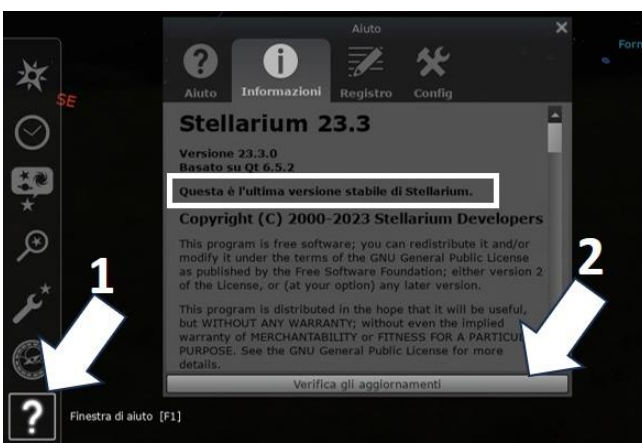 Aiuto
Form
SE
Aiuto Informazioni Registro Config
Stellarium 23.3
Versione 23.3.0
Basato su Qt 6.5.2
Questa è l'ultima versione stabile di Stellarium.
Copyright (C) 2000-2023 Stellarium Developers
This program is free software; you can redistribute it and/or
modify it under the terms of the GNU General Public License
as published by the Free Software Foundation; either version 2
of the License, or (at your option) any later version.
This program is distributed in the hope that it will be useful,
but WITHOUT ANY WARRANTY; without even the implied
warranty of MERCHANTABILITY or FITNESS FOR A PARTICU
PURPOSE. See the GNU General Public License for more
details.
Verifica gli aggiornamenti
1
2
Finestra di aiuto [F1]